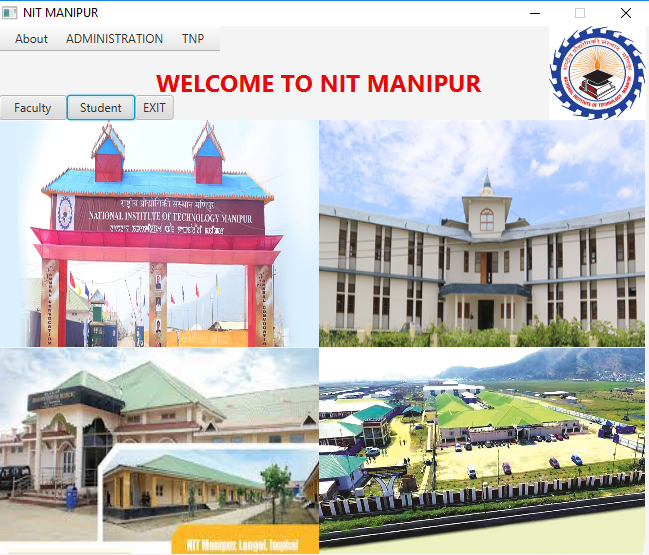 NIT MANIPUR
About ADMINISTRATION TNP
WELCOME TO NIT MANIPUR
Faculty Student EXIT
राष्ट्रीय प्रौद्योगिकी संस्थान मणिपुर
NATIONAL INSTITUTE OF TECHNOLOGY MANIPUR
NIT Manipur, Langol, Imphal